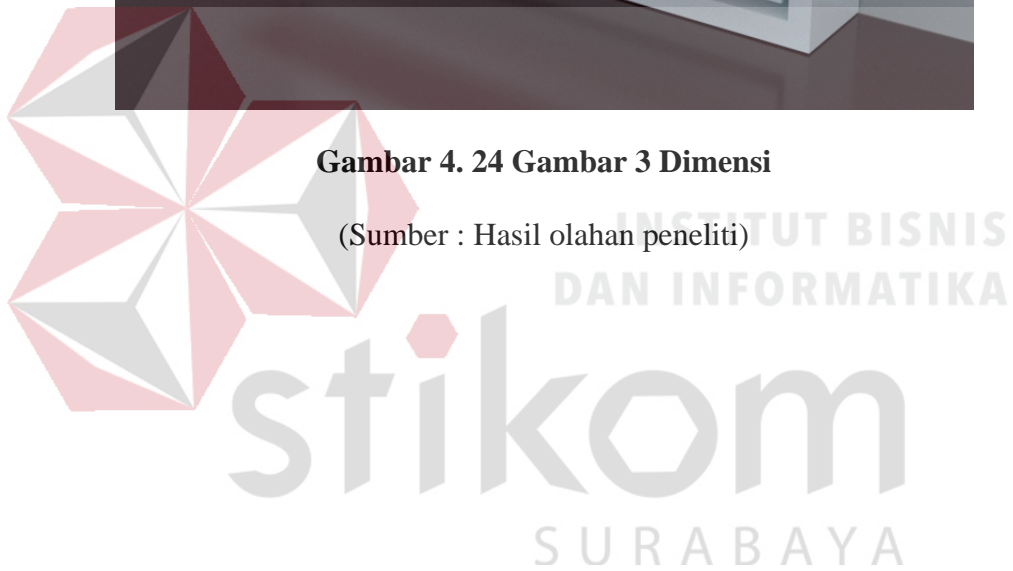 Gambar 4. 24 Gambar 3 Dimensi
(Sumber : Hasil olahan peneliti)
INSTITUT BISNIS
DAN INFORMATIKA
stikom
SURABAYA